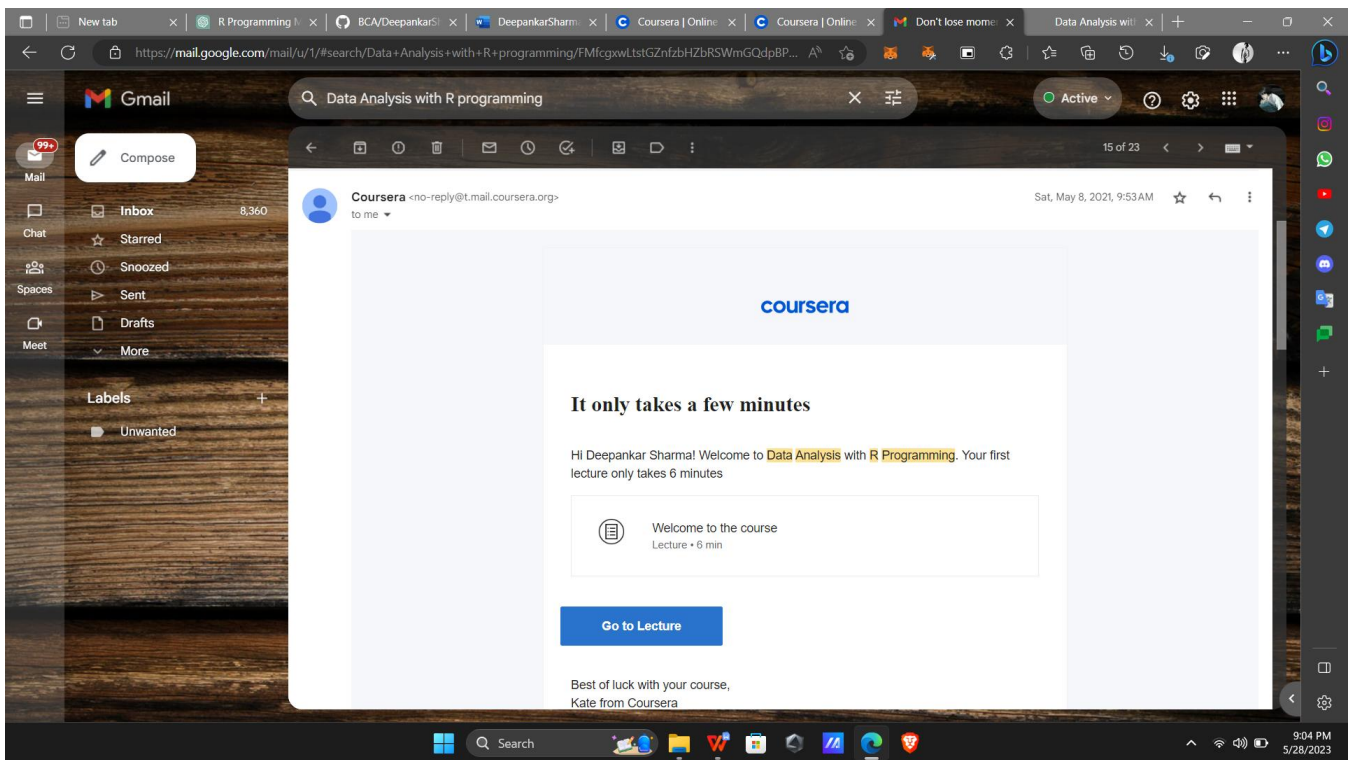 New tab
R Programming M
BCA/DeepankarS
DeepankarSharm
Coursera | Online
Coursera | Online
Don't lose mome
Data Analysis with
https://mail.google.com/mail/u/1/#search/Data+Analysis+with+R+programming/FMfcgxwLtstGZnfzbHZbRSWmGQdpBP...
Gmail
Data Analysis with R programming
Active
99+
Mail
Compose
15 of 23
Inbox 8,360
Chat
Starred
Snoozed
Spaces
Sent
Drafts
Meet
More
Labels
Unwanted
Coursera <no-reply@t.mail.coursera.org>
Sat, May 8, 2021, 9:53 AM
to me
coursera
It only takes a few minutes
Hi Deepankar Sharma! Welcome to Data Analysis with R Programming. Your first
lecture only takes 6 minutes
Welcome to the course
Lecture • 6 min
Go to Lecture
Best of luck with your course,
Kate from Coursera
Search
9:04 PM
5/28/2023